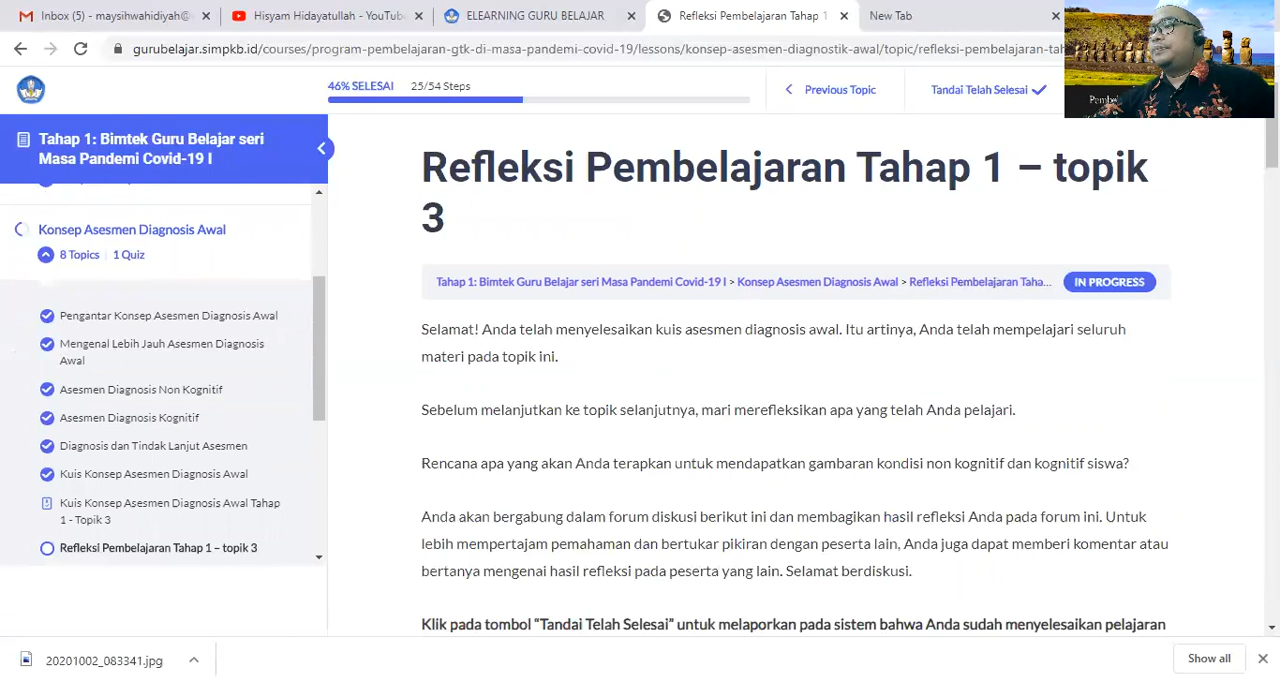 Inbox (5) - maysihwahidiyah@
Hisyam Hidayatullah - YouTube
ELEARNING GURU BELAJAR
Refleksi Pembelajaran Tahap 1
New Tab
gurubelajar.simpkb.id/courses/program-pembelajaran-gtk-di-masa-pandemi-covid-19/lessons/konsep-asesmen-diagnostik-awal/topic/refleksi-pembelajaran-tah
46% SELESAI 25/54 Steps
Previous Topic
Tandai Telah Selesai
Tahap 1: Bimtek Guru Belajar seri
Masa Pandemi Covid-19 I
Konsep Asesmen Diagnosis Awal
8 Topics 1 Quiz
Pengantar Konsep Asesmen Diagnosis Awal
Mengenal Lebih Jauh Asesmen Diagnosis
Awal
Asesmen Diagnosis Non Kognitif
Asesmen Diagnosis Kognitif
Diagnosis dan Tindak Lanjut Asesmen
Kuis Konsep Asesmen Diagnosis Awal
Kuis Konsep Asesmen Diagnosis Awal Tahap
1 - Topik 3
Refleksi Pembelajaran Tahap 1 – topik 3
Refleksi Pembelajaran Tahap 1 – topik
3
Tahap 1: Bimtek Guru Belajar seri Masa Pandemi Covid-19 I > Konsep Asesmen Diagnosis Awal > Refleksi Pembelajaran Taha...
IN PROGRESS
Selamat! Anda telah menyelesaikan kuis asesmen diagnosis awal. Itu artinya, Anda telah mempelajari seluruh
materi pada topik ini.
Sebelum melanjutkan ke topik selanjutnya, mari merefleksikan apa yang telah Anda pelajari.
Rencana apa yang akan Anda terapkan untuk mendapatkan gambaran kondisi non kognitif dan kognitif siswa?
Anda akan bergabung dalam forum diskusi berikut ini dan membagikan hasil refleksi Anda pada forum ini. Untuk
lebih mempertajam pemahaman dan bertukar pikiran dengan peserta lain, Anda juga dapat memberi komentar atau
bertanya mengenai hasil refleksi pada peserta yang lain. Selamat berdiskusi.
Klik pada tombol “Tandai Telah Selesai” untuk melaporkan pada sistem bahwa Anda sudah menyelesaikan pelajaran
20201002_083341.jpg
Show all